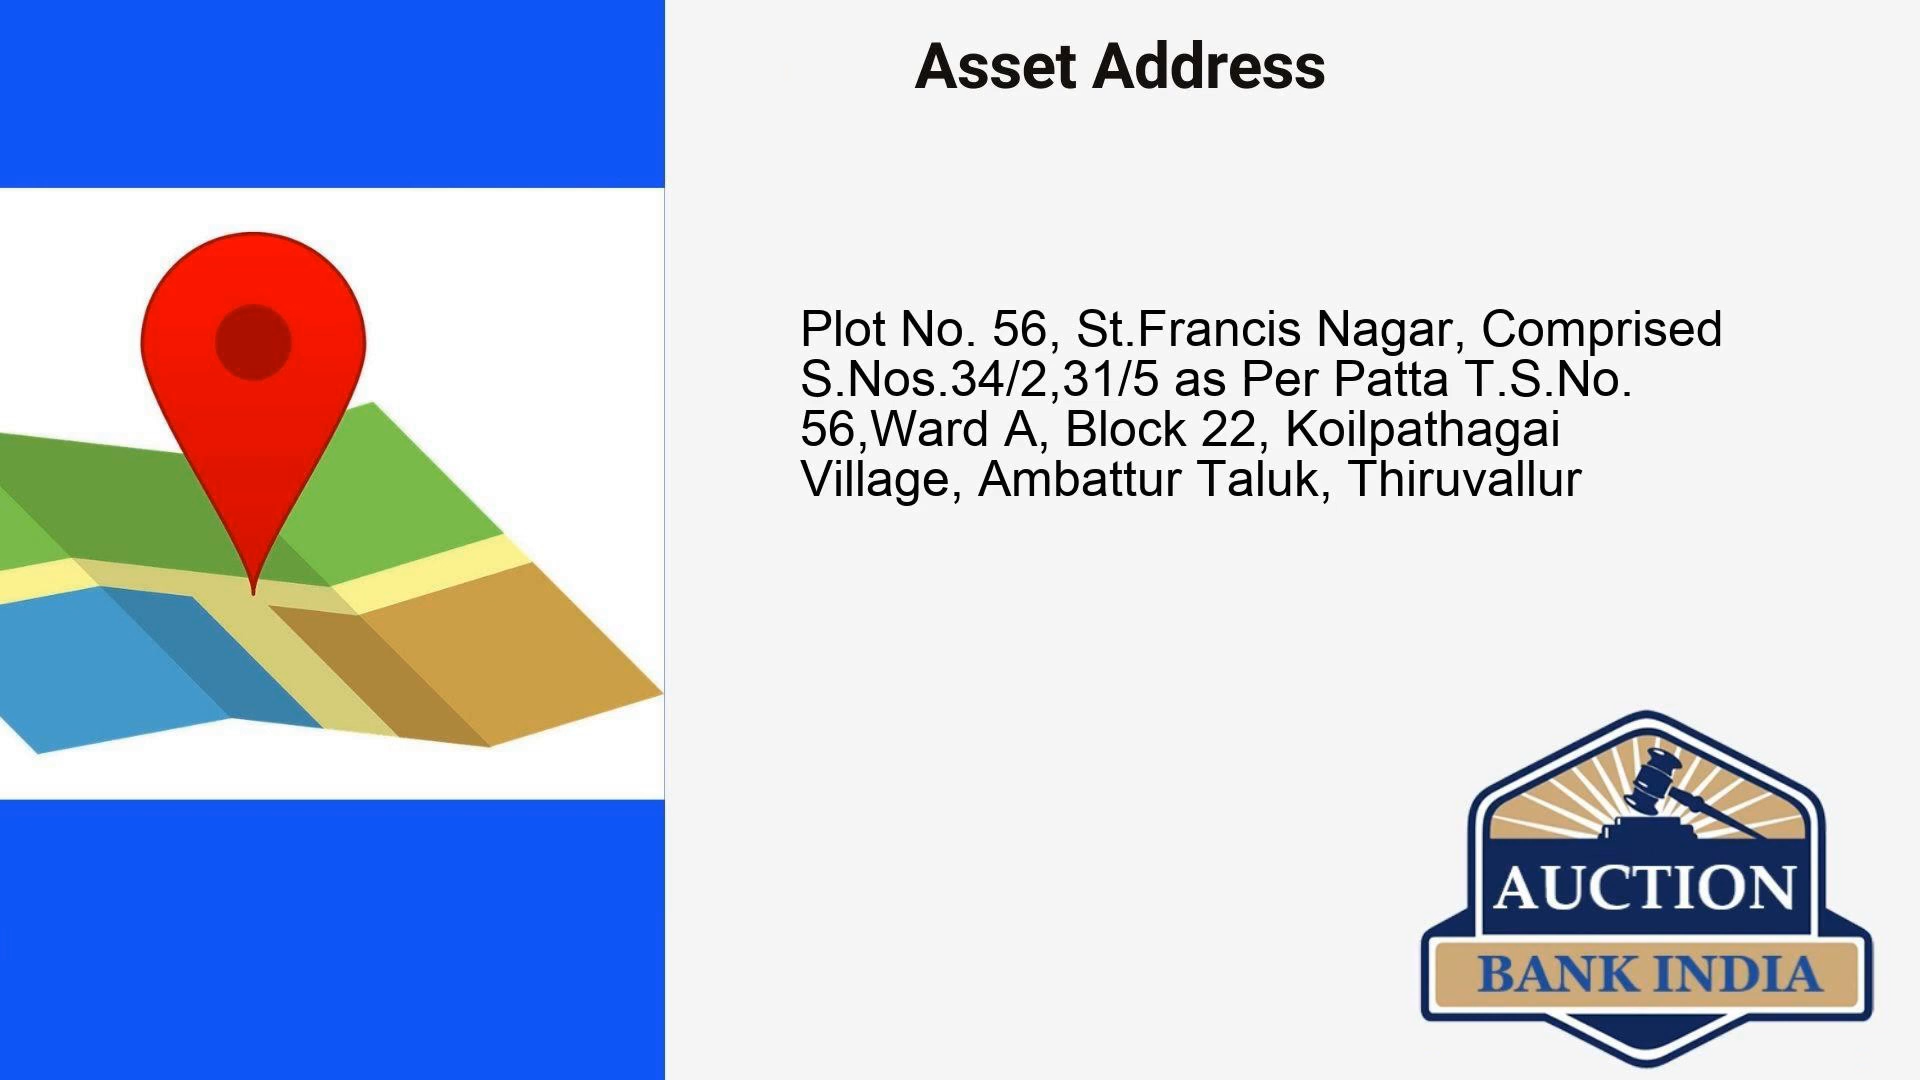 Asset Address
Plot No. 56, St.Francis Nagar, Comprised
S.Nos.34/2,31/5 as Per Patta T.S.No.
56,Ward A, Block 22, Koilpathagai
Village, Ambattur Taluk, Thiruvallur
AUCTION
BANK INDIA